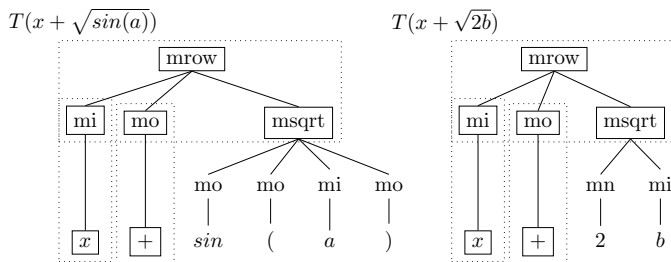 T(x + √sin(a)) T(x + √2b)
mrow mrow
mi mo msqrt mi mo msqrt
mo mo mi mo mn mi
x + sin ( a ) x + 2 b